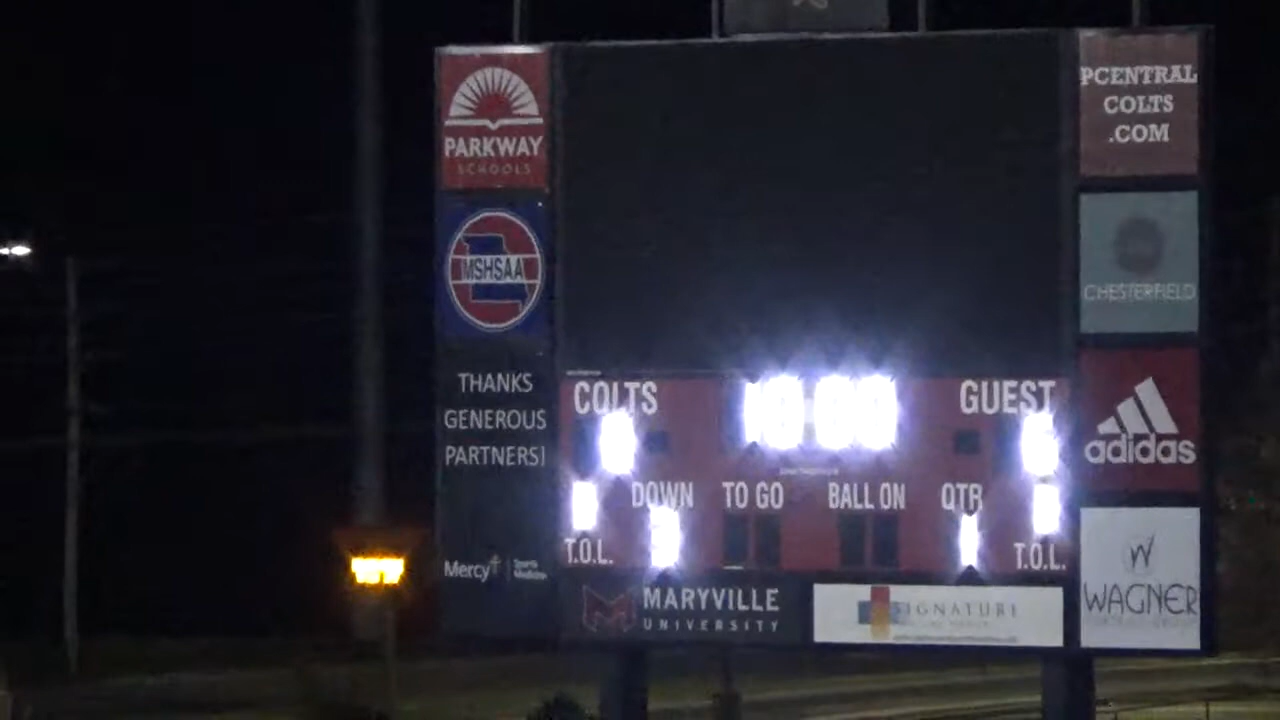 PARKWAY
SCHOOLS
MSHSAA
THANKS
GENEROUS
PARTNERS!
Mercy
Sports
Medicine
COLTS
GUEST
DOWN TO GO BALL ON QTR
T.O.L. T.O.L.
MARYVILLE
UNIVERSITY
SIGNATURE
PCENTRAL
COLTS
.COM
CHESTERFIELD
adidas
W
WAGNER